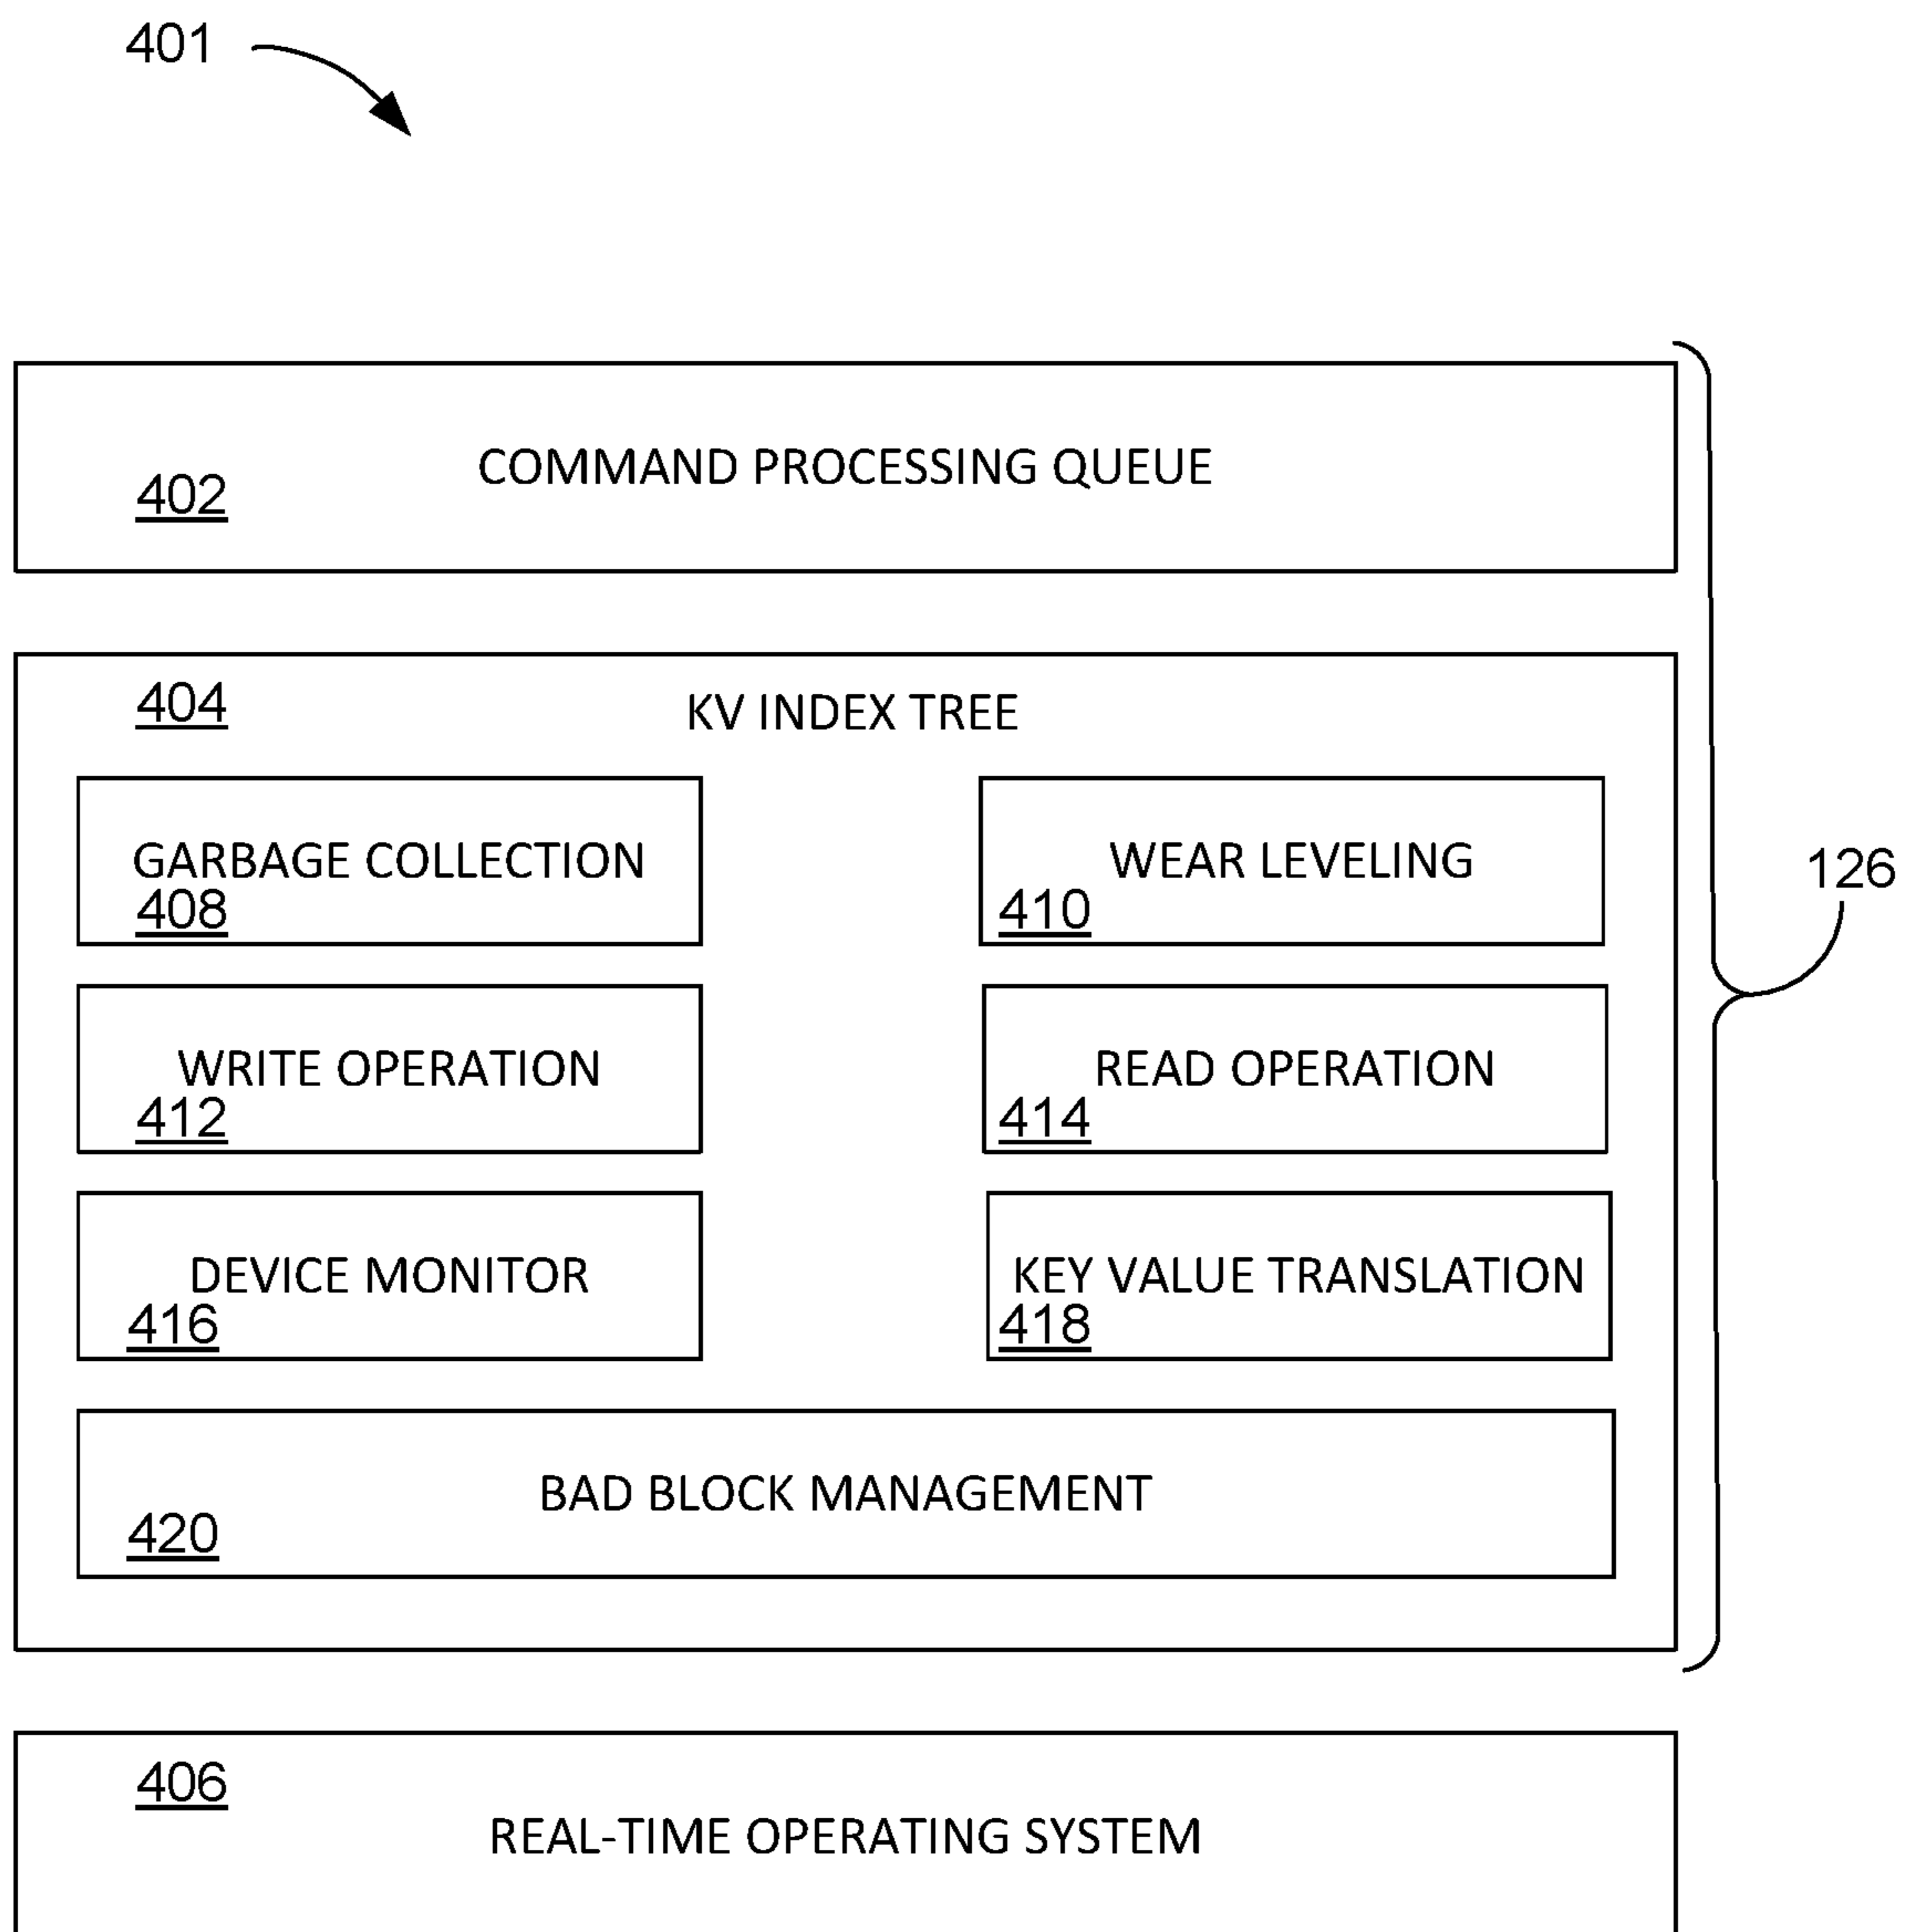 401
COMMAND PROCESSING QUEUE
402
404
KV INDEX TREE
GARBAGE COLLECTION
408
WEAR LEVELING
410
126
WRITE OPERATION
412
READ OPERATION
414
DEVICE MONITOR
416
KEY VALUE TRANSLATION
418
BAD BLOCK MANAGEMENT
420
406
REAL-TIME OPERATING SYSTEM